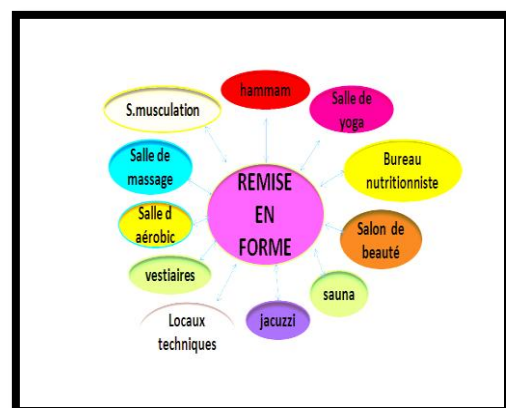 hammam
Salle de
yoga
S.musculation
Bureau
nutritionniste
Salle de
massage
REMISE
EN
FORME
Salle d
aérobic
Salon de
beauté
vestiaires
sauna
Locaux
techniques
jacuzzi